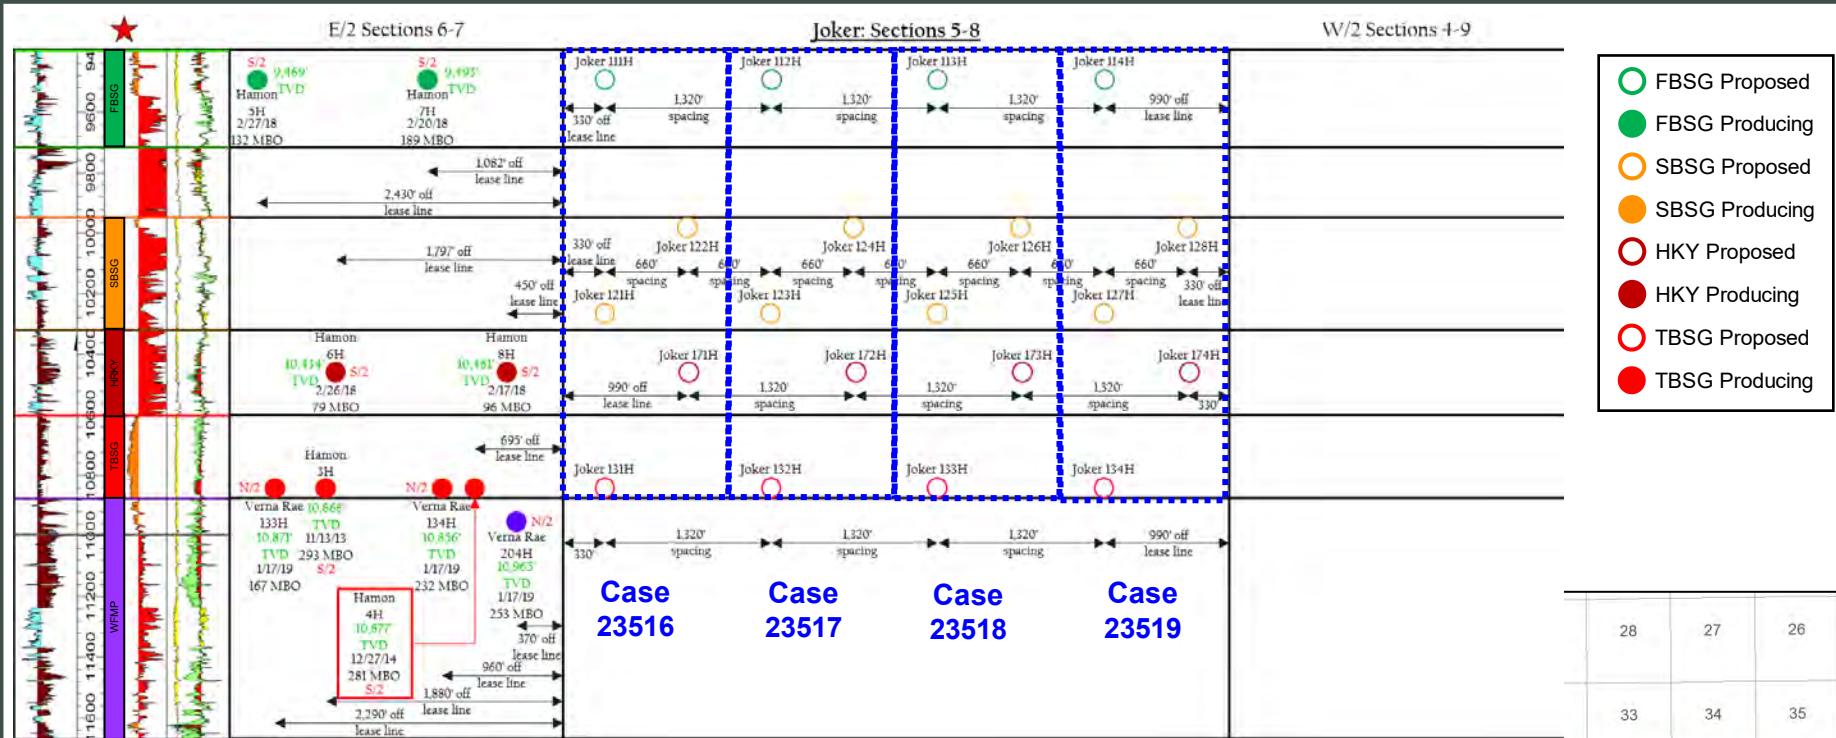 E/2 Sections 6-7
Joker: Sections 5-8
W/2 Sections 4-9
FBSG
SBSG
HRKY
TBSG
WFMP
9600
9800
10000
10200
10400
10600
10800
11000
11200
11400
11600
S/2
9,469'
TVD
Hamon
5H
2/27/18
132 MBO
S/2
9,493'
TVD
Hamon
7H
2/20/18
189 MBO
Joker 111H
Joker 112H
Joker 113H
Joker 114H
330' off
lease line
1,320'
spacing
1,320'
spacing
1,320'
spacing
990' off
lease line
1,082' off
lease line
2,430' off
lease line
1,797' off
lease line
450' off
lease line
Joker 122H
Joker 124H
Joker 126H
Joker 128H
330' off
lease line
660'
spacing
660'
spacing
660'
spacing
660'
spacing
330' off
lease line
Joker 121H
Joker 123H
Joker 125H
Joker 127H
Hamon
6H
10,434'
TVD
S/2
2/26/18
79 MBO
Hamon
8H
10,461'
TVD
S/2
2/17/18
96 MBO
Joker 171H
Joker 172H
Joker 173H
Joker 174H
990' off
lease line
1,320'
spacing
1,320'
spacing
1,320'
spacing
330'
695' off
lease line
Hamon
3H
N/2
N/2
Joker 131H
Joker 132H
Joker 133H
Joker 134H
Verna Rae
133H
10,871'
TVD
1/17/19
167 MBO
10,866'
TVD
11/13/13
293 MBO
S/2
Verna Rae
134H
10,856'
TVD
1/17/19
232 MBO
N/2
Verna Rae
204H
10,965'
TVD
1/17/19
253 MBO
Hamon
4H
10,877'
TVD
12/27/14
281 MBO
S/2
370' off
lease line
960' off
lease line
1,880' off
lease line
2,290' off
lease line
330'
1,320'
spacing
1,320'
spacing
1,320'
spacing
990' off
lease line
Case
23516
Case
23517
Case
23518
Case
23519
FBSG Proposed
FBSG Producing
SBSG Proposed
SBSG Producing
HKY Proposed
HKY Producing
TBSG Proposed
TBSG Producing
28 27 26
33 34 35